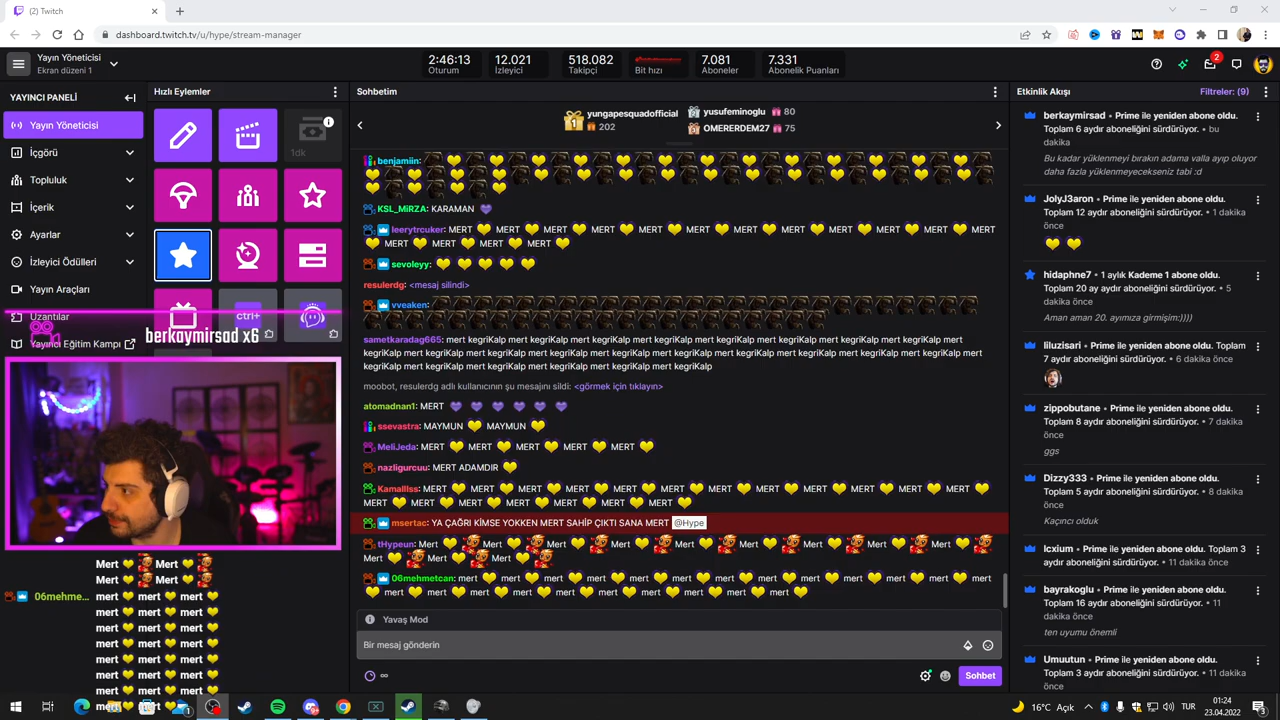 (2) Twitch
dashboard.twitch.tv/u/hype/stream-manager
Yayın Yöneticisi
Ekran düzeni 1
2:46:13
Oturum
12.021
İzleyici
518.082
Takipçi
Bit hızı
7.081
Aboneler
7.331
Abonelik Puanları
2
YAYINCI PANELİ
Yayın Yöneticisi
İçgörü
Topluluk
İçerik
Ayarlar
İzleyici Ödülleri
Yayın Araçları
Uzantılar
Yayıncı Eğitim Kampı
Hızlı Eylemler
1dk
ctrl+
berkaymirsad x6
Mert Mert
Mert Mert
06mehme... mert mert mert
mert mert mert
mert mert mert
mert mert mert
mert mert mert
mert mert mert
mert mert mert
mert mert mert
Sohbetim
1
yungapesquadofficial
202
yusufeminoglu 80
OMERERDEM27 75
benjamiin:
KSL_MiRZA: KARAMAN
leerytrcuker: MERT MERT MERT MERT MERT MERT MERT MERT MERT MERT MERT MERT
MERT MERT MERT MERT
sevoleyy:
resulerdg: <mesaj silindi>
vveaken:
sametkaradag665: mert kegriKalp mert kegriKalp mert kegriKalp mert kegriKalp mert kegriKalp mert kegriKalp mert kegriKalp mert
kegriKalp mert kegriKalp mert kegriKalp mert kegriKalp mert kegriKalp mert kegriKalp mert kegriKalp mert kegriKalp mert kegriKalp mert
kegriKalp mert kegriKalp mert kegriKalp mert kegriKalp mert kegriKalp
moobot, resulerdg adlı kullanıcının şu mesajını sildi: <görmek için tıklayın>
atomadnan1: MERT
ssevastra: MAYMUN MAYMUN
MeliJeda: MERT MERT MERT MERT MERT
nazligurcuu: MERT ADAMDIR
Kamalllss: MERT MERT MERT MERT MERT MERT MERT MERT MERT MERT MERT MERT
MERT MERT MERT MERT MERT MERT
msertac: YA ÇAĞRI KİMSE YOKKEN MERT SAHİP ÇIKTI SANA MERT @Hype
tHypeun: Mert Mert Mert Mert Mert Mert Mert Mert Mert
Mert Mert Mert
06mehmetcan: mert mert mert mert mert mert mert mert mert mert mert mert
mert mert mert mert mert mert mert mert mert mert
Yavaş Mod
Bir mesaj gönderin
∞
Sohbet
Etkinlik Akışı
Filtreler: (9)
berkaymirsad • Prime ile yeniden abone oldu.
Toplam 6 aydır aboneliğini sürdürüyor. • bu
dakika
Bu kadar yüklenmeyi bırakın adama valla ayıp oluyor
daha fazla yüklenmeyecekseniz tabi :d
JolyJ3aron • Prime ile yeniden abone oldu.
Toplam 12 aydır aboneliğini sürdürüyor. • 1 dakika
önce
hidaphne7 • 1 aylık Kademe 1 abone oldu.
Toplam 20 ay aydır aboneliğini sürdürüyor. • 5
dakika önce
Aman aman 20. ayımıza girmişim:))))
liluzisari • Prime ile yeniden abone oldu. Toplam
7 aydır aboneliğini sürdürüyor. • 6 dakika önce
zippobutane • Prime ile yeniden abone oldu.
Toplam 8 aydır aboneliğini sürdürüyor. • 7 dakika
önce
ggs
Dizzy333 • Prime ile yeniden abone oldu.
Toplam 5 aydır aboneliğini sürdürüyor. • 8 dakika
önce
Kaçırıcı olduk
lcxium • Prime ile yeniden abone oldu. Toplam 3
aydır aboneliğini sürdürüyor. • 11 dakika önce
bayrakoglu • Prime ile yeniden abone oldu.
Toplam 16 aydır aboneliğini sürdürüyor. • 11
dakika önce
ten uyumu önemli
Umuutun • Prime ile yeniden abone oldu.
Toplam 3 aydır aboneliğini sürdürüyor. • 11 dakika
önce
1
16°C Açık
TUR
01:24
23.04.2022
3